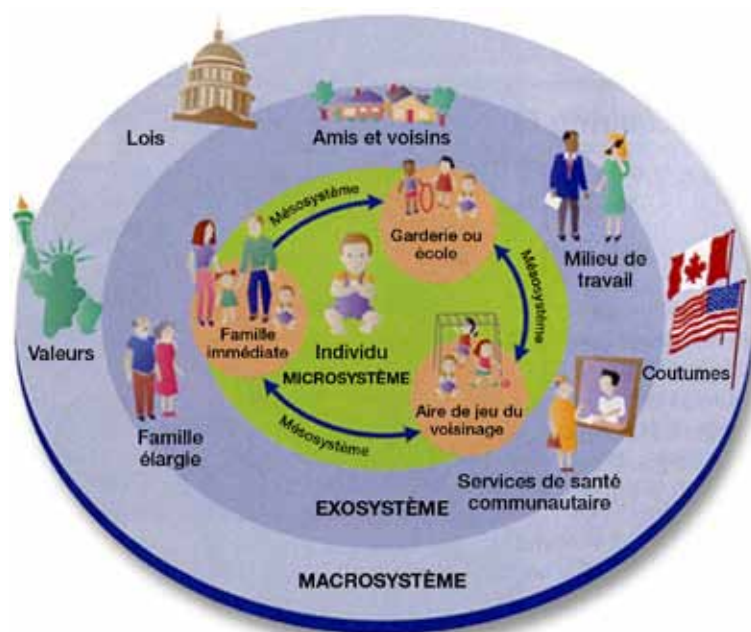 Lois
Amis et voisins
Mésosystème
Garderie ou
école
Milieu de
travail
Mésosystème
Valeurs
Famille
immédiate
Individu
MICROSYSTÈME
Coutumes
Aire de jeu du
voisinage
Mésosystème
Famille
élargie
Services de santé
communautaire
EXOSYSTÈME
MACROSYSTÈME